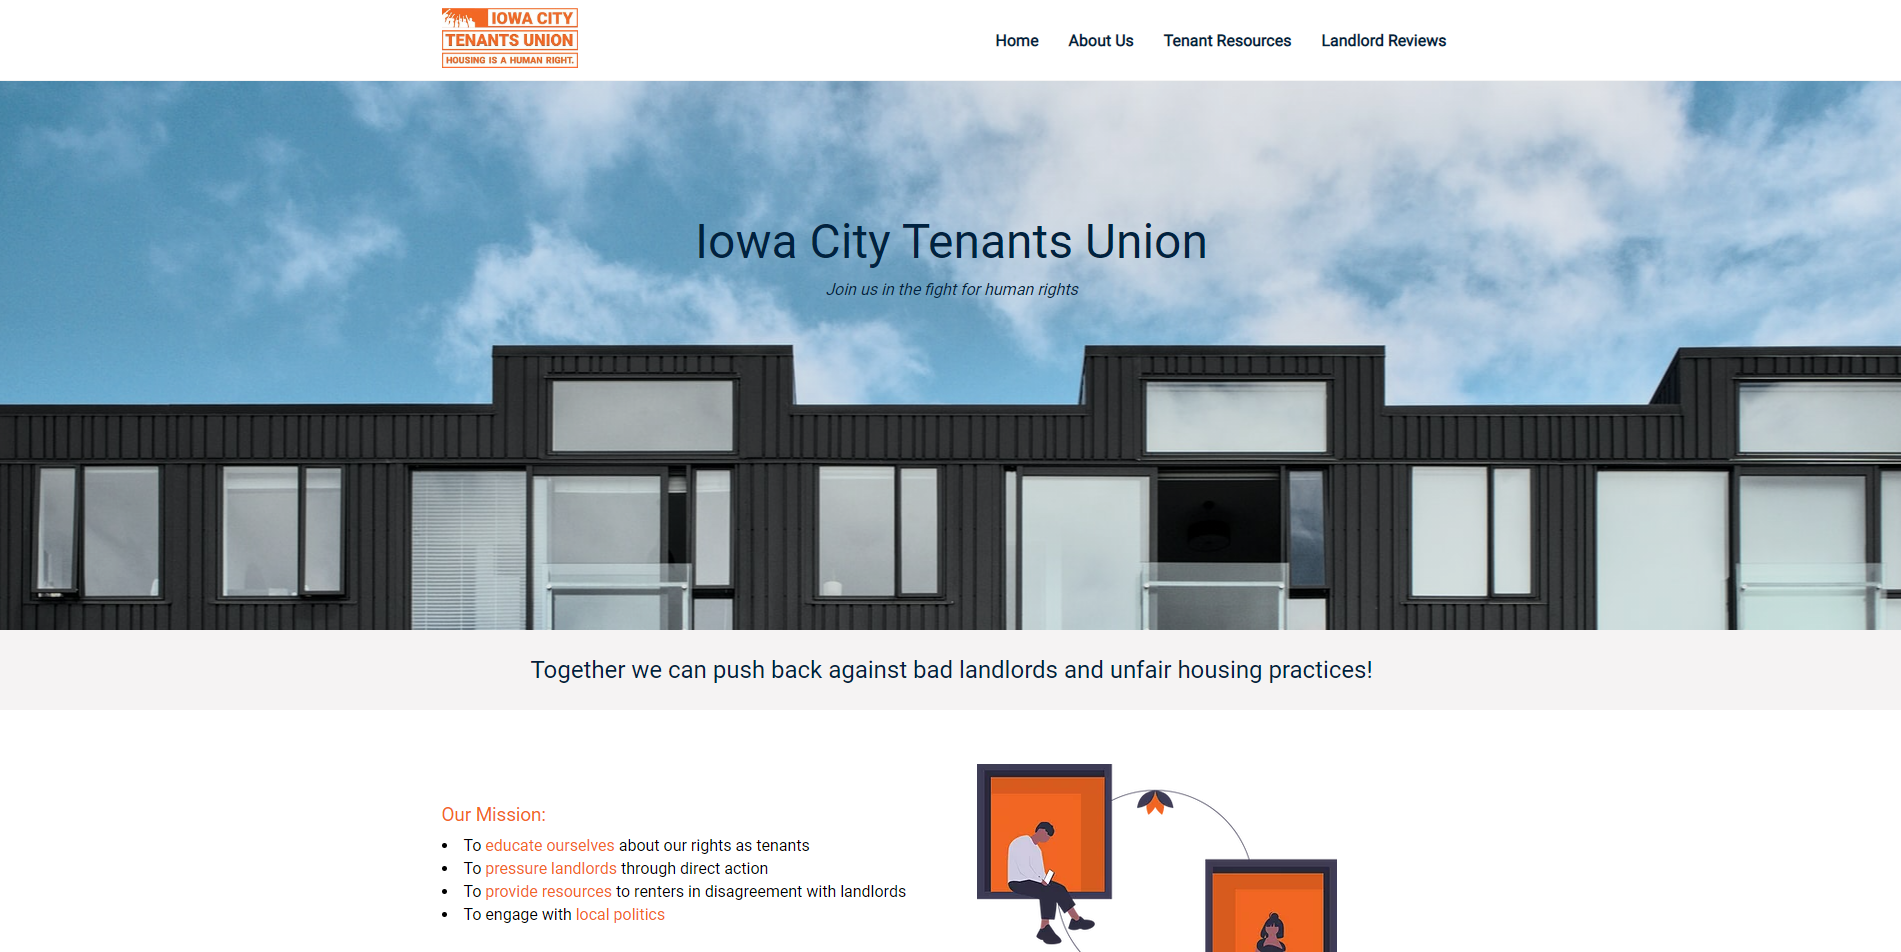 IOWA CITY
TENANTS UNION
HOUSING IS A HUMAN RIGHT.
Home About Us Tenant Resources Landlord Reviews
Iowa City Tenants Union
Join us in the fight for human rights
Together we can push back against bad landlords and unfair housing practices!
Our Mission:
To educate ourselves about our rights as tenants
To pressure landlords through direct action
To provide resources to renters in disagreement with landlords
To engage with local politics